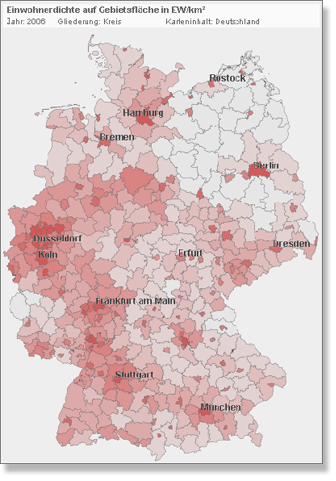 Einwohnerdichte auf Gebietsfläche in EW/km²
Jahr: 2006 Gliederung: Kreis Karteninhalt: Deutschland
Rostock
Hamburg
Bremen
Berlin
Düsseldorf
Köln
Erfurt
Dresden
Frankfurt am Main
Stuttgart
München